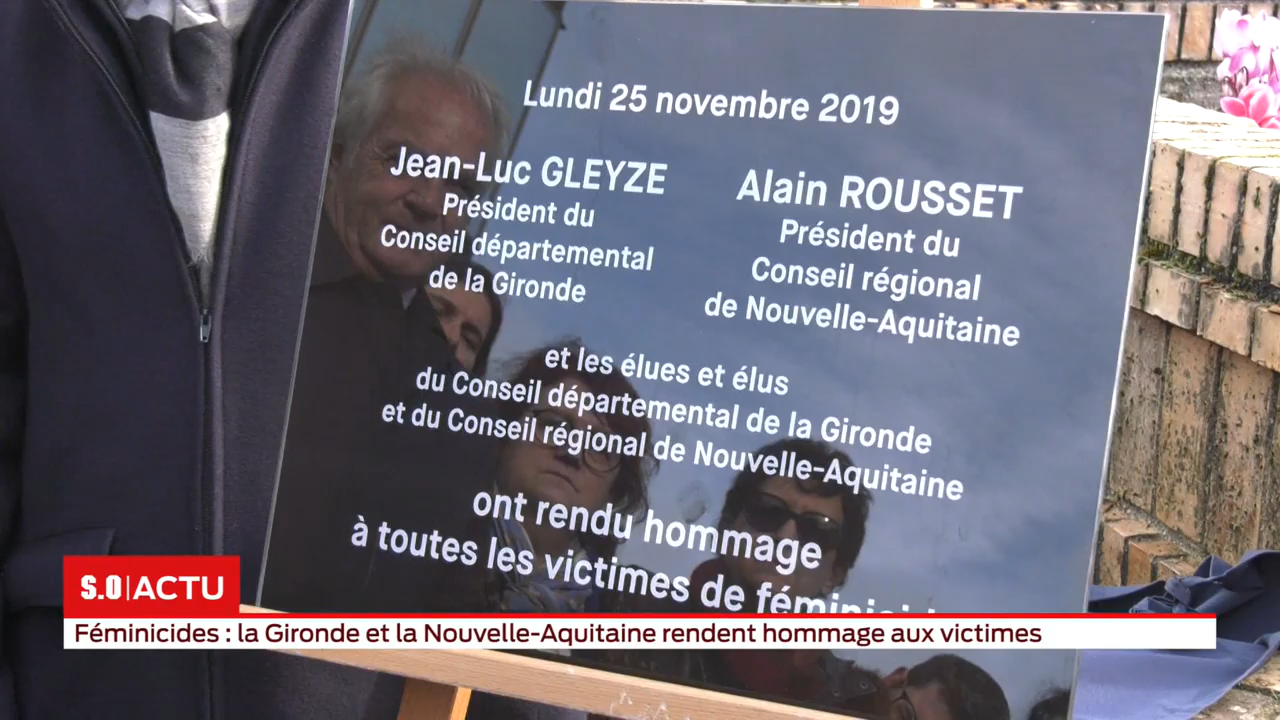 Lundi 25 novembre 2019
Jean-Luc GLEYZE
Président du
Conseil départemental
de la Gironde
Alain ROUSSET
Président du
Conseil régional
de Nouvelle-Aquitaine
et les élues et élus
du Conseil départemental de la Gironde
et du Conseil régional de Nouvelle-Aquitaine
ont rendu hommage
à toutes les victimes de
S.O|ACTU
Féminicides : la Gironde et la Nouvelle-Aquitaine rendent hommage aux victimes